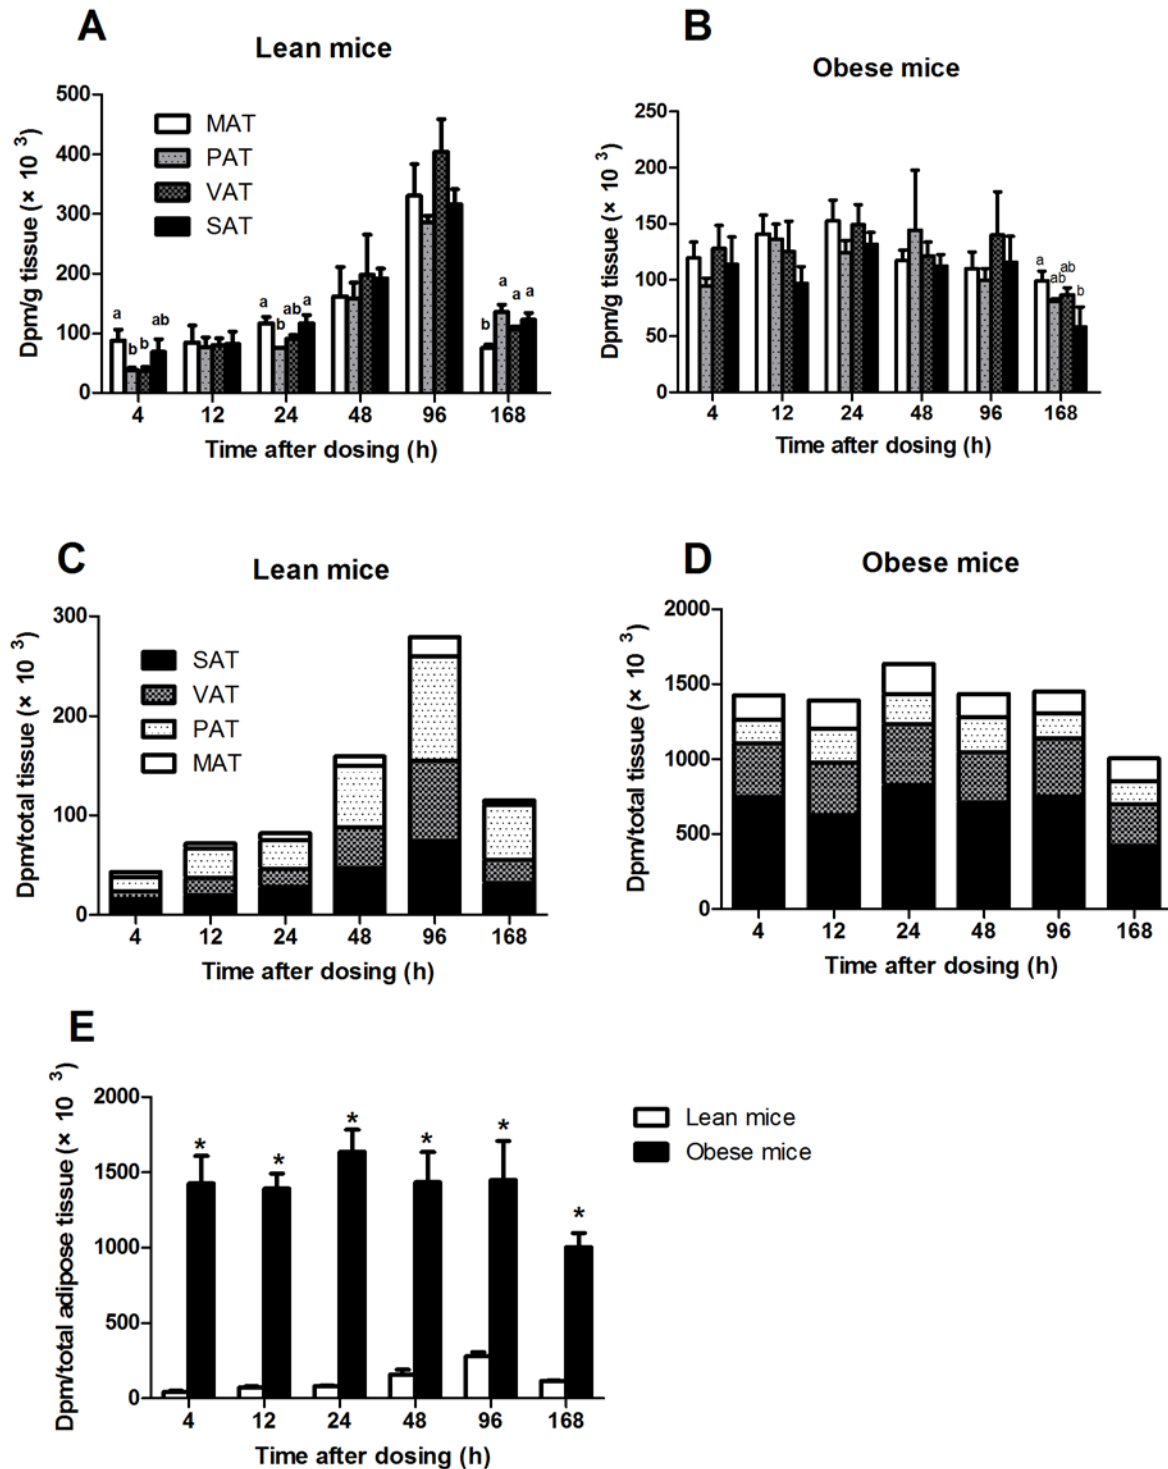 A
Lean mice
Dpm/g tissue (× 10 3)
500
400
300
200
100
0
MAT
PAT
VAT
SAT
a
b b
ab
a
b
ab
a
b
a
a
a
4 12 24 48 96 168
Time after dosing (h)
B
Obese mice
Dpm/g tissue (× 10 3)
250
200
150
100
50
0
a
ab
ab
b
4 12 24 48 96 168
Time after dosing (h)
C
Lean mice
Dpm/total tissue (× 10 3)
300
200
100
0
SAT
VAT
PAT
MAT
4 12 24 48 96 168
Time after dosing (h)
D
Obese mice
Dpm/total tissue (× 10 3)
2000
1500
1000
500
0
4 12 24 48 96 168
Time after dosing (h)
E
Dpm/total adipose tissue (× 10 3)
2000
1500
1000
500
0
* * * * * *
4 12 24 48 96 168
Time after dosing (h)
Lean mice
Obese mice